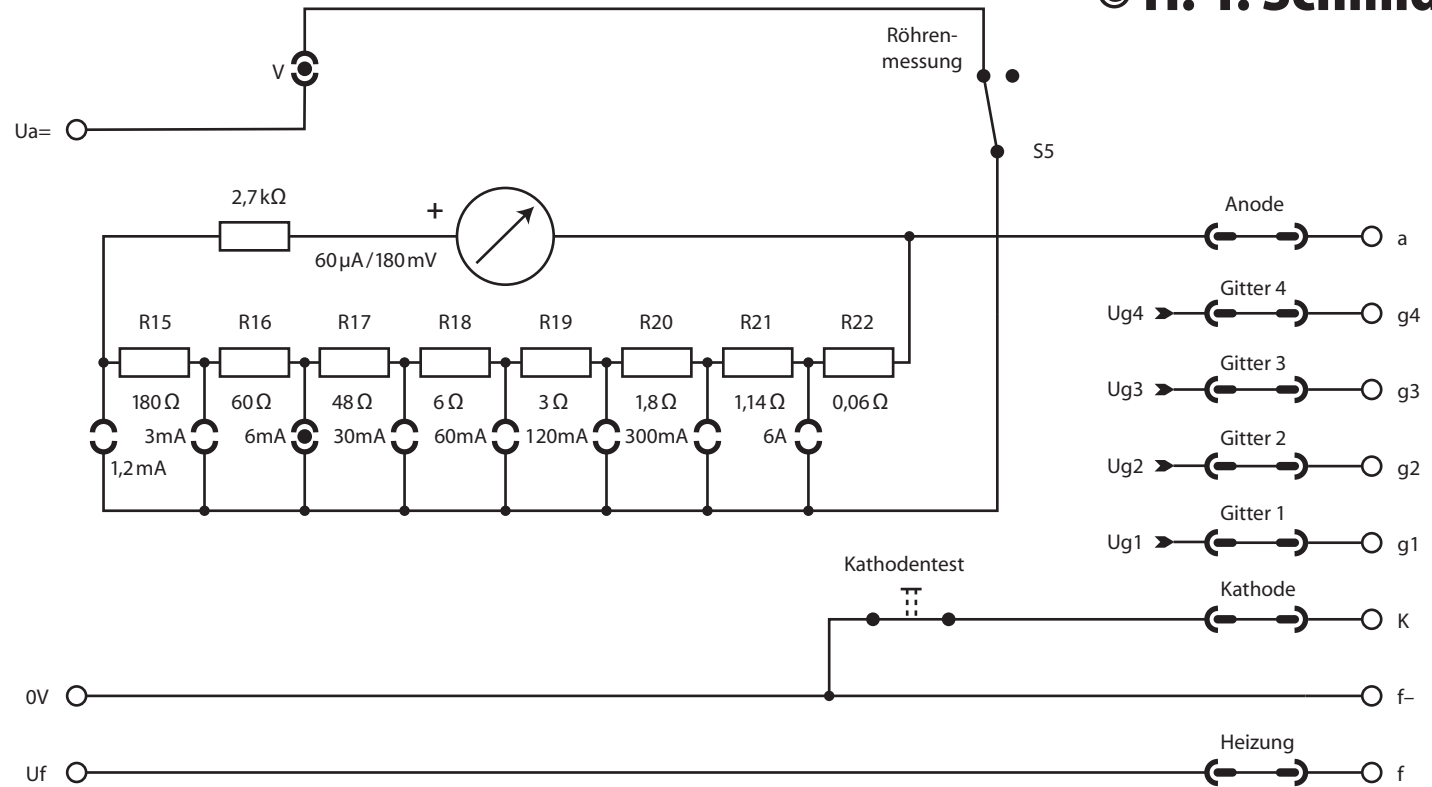 Röhren-
messung
V
Ua=
S5
2,7kΩ
+
60µA/180mV
Anode
a
R15 R16 R17 R18 R19 R20 R21 R22
180Ω 60Ω 48Ω 6Ω 3Ω 1,8Ω 1,14Ω 0,06Ω
3mA 6mA 30mA 60mA 120mA 300mA 6A
1,2mA
Gitter 4
Ug4 g4
Gitter 3
Ug3 g3
Gitter 2
Ug2 g2
Gitter 1
Ug1 g1
Kathodentest
Kathode
K
0V f–
Heizung
Uf f